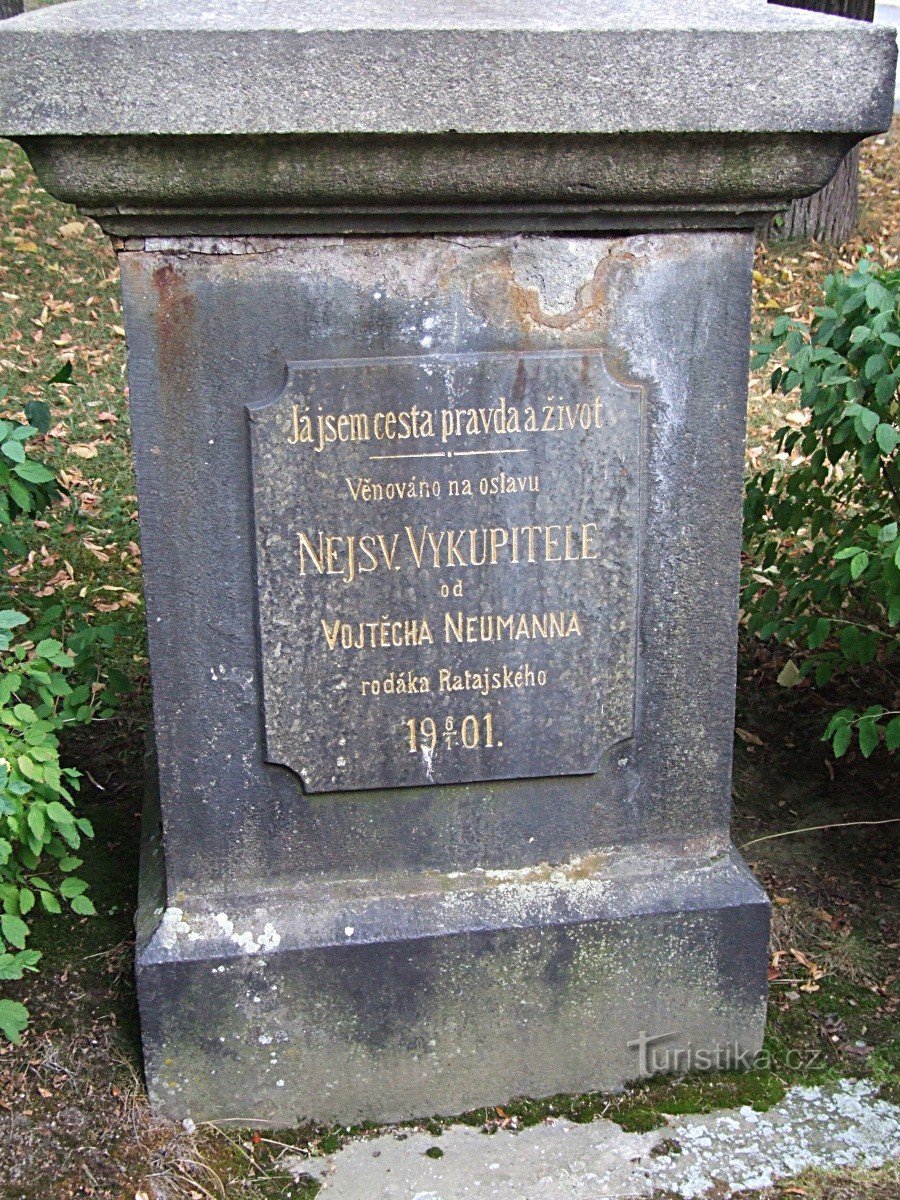 Já jsem cesta pravda a život
Věnováno na oslavu
NEJSV. VYKUPITELE
od
VOJTĚCHA NEUMANNA
rodáka Ratajského
19 6/1 01.
Turistika.cz